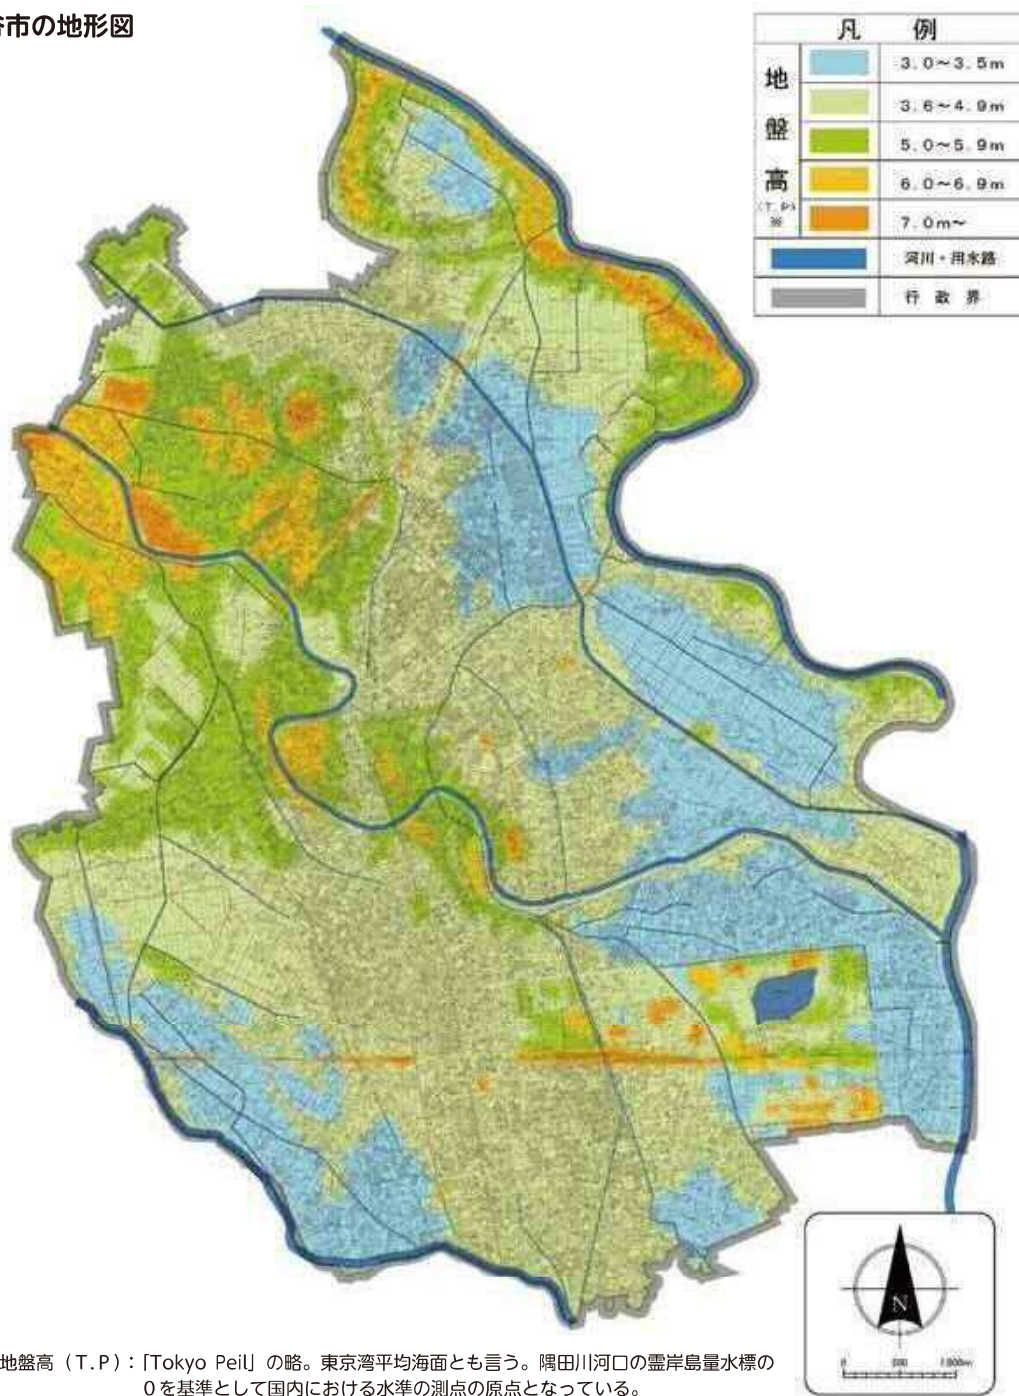 市の地形図
凡 例
地盤高
(T.P)
※
3.0～3.5m
3.6～4.9m
5.0～5.9m
6.0～6.9m
7.0m～
河川・用水路
行政界
N
0 500 1,000m
地盤高（T.P）：「Tokyo Peil」の略。東京湾平均海面とも言う。隅田川河口の霊岸島量水標の
0を基準として国内における水準の測点の原点となっている。